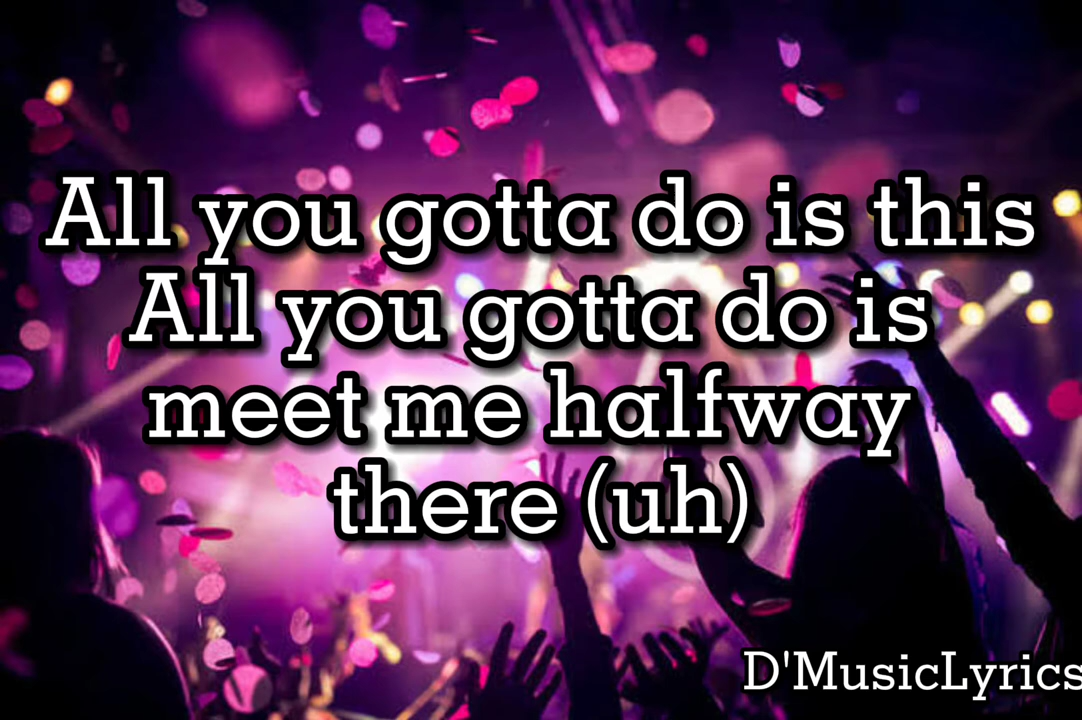 All you gotta do is this
All you gotta do is
meet me halfway
there (uh)
D'MusicLyrics